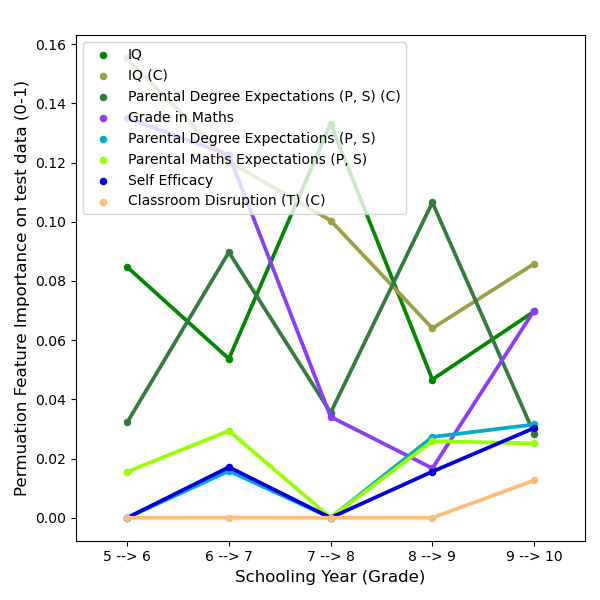 IQ
IQ (C)
Parental Degree Expectations (P, S) (C)
Grade in Maths
Parental Degree Expectations (P, S)
Parental Maths Expectations (P, S)
Self Efficacy
Classroom Disruption (T) (C)
Permuation Feature Importance on test data (0-1)
0.16
0.14
0.12
0.10
0.08
0.06
0.04
0.02
0.00
5 --> 6
6 --> 7
7 --> 8
8 --> 9
9 --> 10
Schooling Year (Grade)